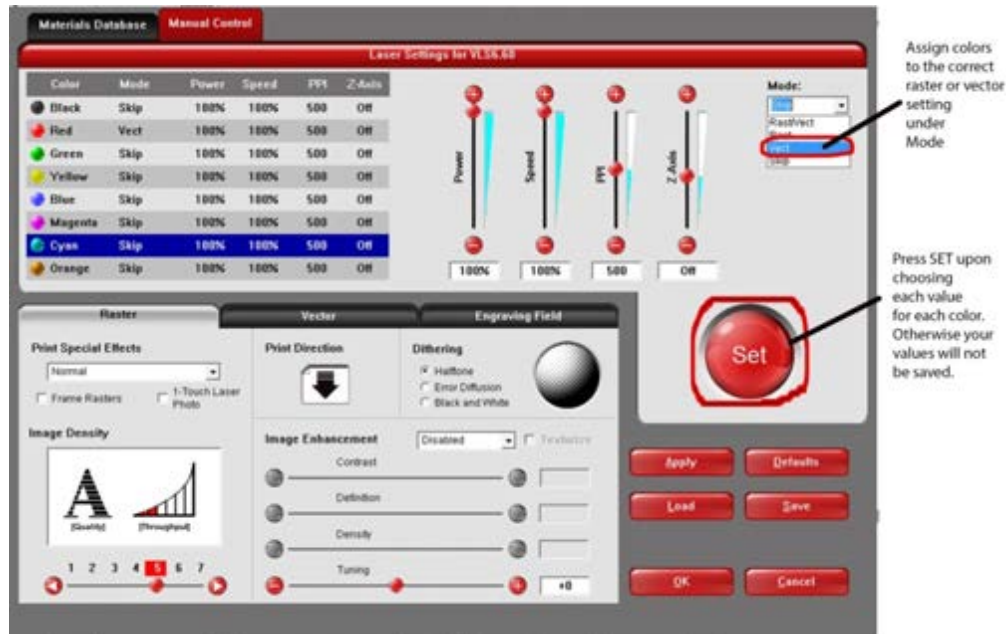 Materials Database Manual Control
Laser Settings for VLS6.60
Color Mode Power Speed PPI Z-Axis
Black Skip 100% 100% 500 Off
Red Vect 100% 100% 500 Off
Green Skip 100% 100% 500 Off
Yellow Skip 100% 100% 500 Off
Blue Skip 100% 100% 500 Off
Magenta Skip 100% 100% 500 Off
Cyan Skip 100% 100% 500 Off
Orange Skip 100% 100% 500 Off
Power
Speed
PPI
Z-Axis
100% 100% 500 Off
Mode:
Skip
Rast/Vect
Rast
Vect
Skip
Assign colors
to the correct
raster or vector
setting
under
Mode
Set
Press SET upon
choosing
each value
for each color.
Otherwise your
values will not
be saved.
Raster Vector Engraving Field
Print Special Effects
Normal
Frame Rasters
1-Touch Laser
Photo
Print Direction
Dithering
Halftone
Error Diffusion
Black and White
Image Density
A
[Quality] [Throughput]
1 2 3 4 5 6 7
Image Enhancement Disabled Texturize
Contrast
Definition
Density
Tuning
+0
Apply Defaults
Load Save
OK Cancel